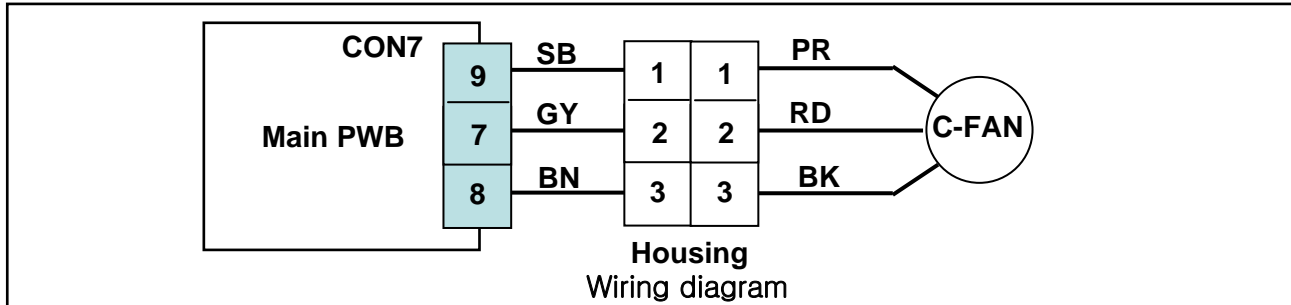 CON7
SB
PR
9
1
1
GY
RD
Main PWB
7
2
2
C-FAN
BN
BK
8
3
3
Housing
Wiring diagram